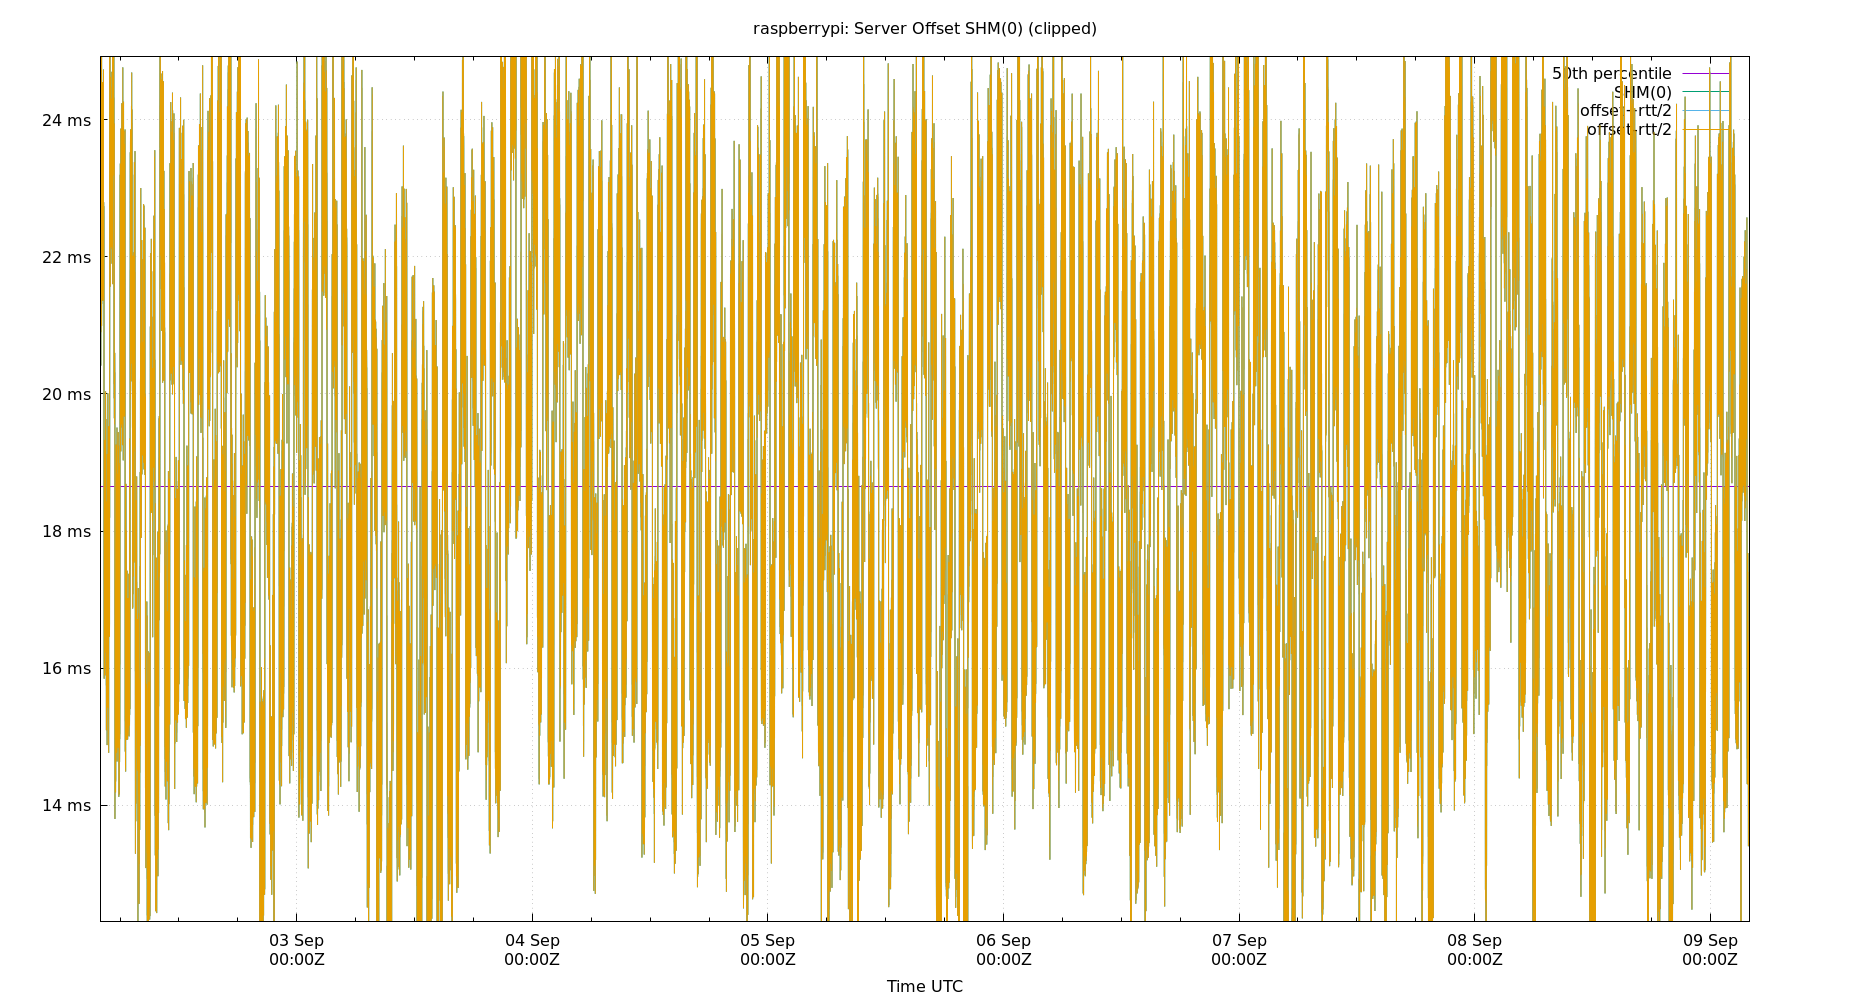 raspberrypi: Server Offset SHM(0) (clipped)
50th percentile
SHM(0)
offset+rtt/2
offset-rtt/2
24 ms
22 ms
20 ms
18 ms
16 ms
14 ms
03 Sep 04 Sep 05 Sep 06 Sep 07 Sep 08 Sep 09 Sep
00:00Z 00:00Z 00:00Z 00:00Z 00:00Z 00:00Z 00:00Z
Time UTC